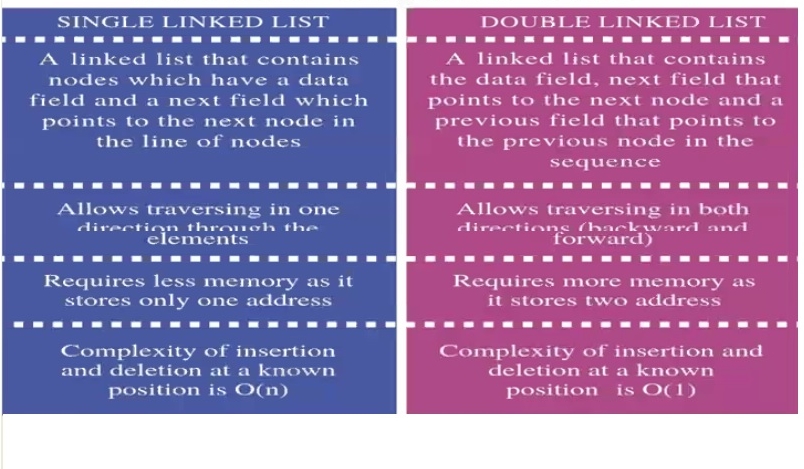 SINGLE LINKED LIST
A linked list that contains
nodes which have a data
field and a next field which
points to the next node in
the line of nodes
Allows traversing in one
direction through the
elements
Requires less memory as it
stores only one address
Complexity of insertion
and deletion at a known
position is O(n)
DOUBLE LINKED LIST
A linked list that contains
the data field, next field that
points to the next node and a
previous field that points to
the previous node in the
sequence
Allows traversing in both
directions (backward and
forward)
Requires more memory as
it stores two address
Complexity of insertion and
deletion at a known
position is O(1)